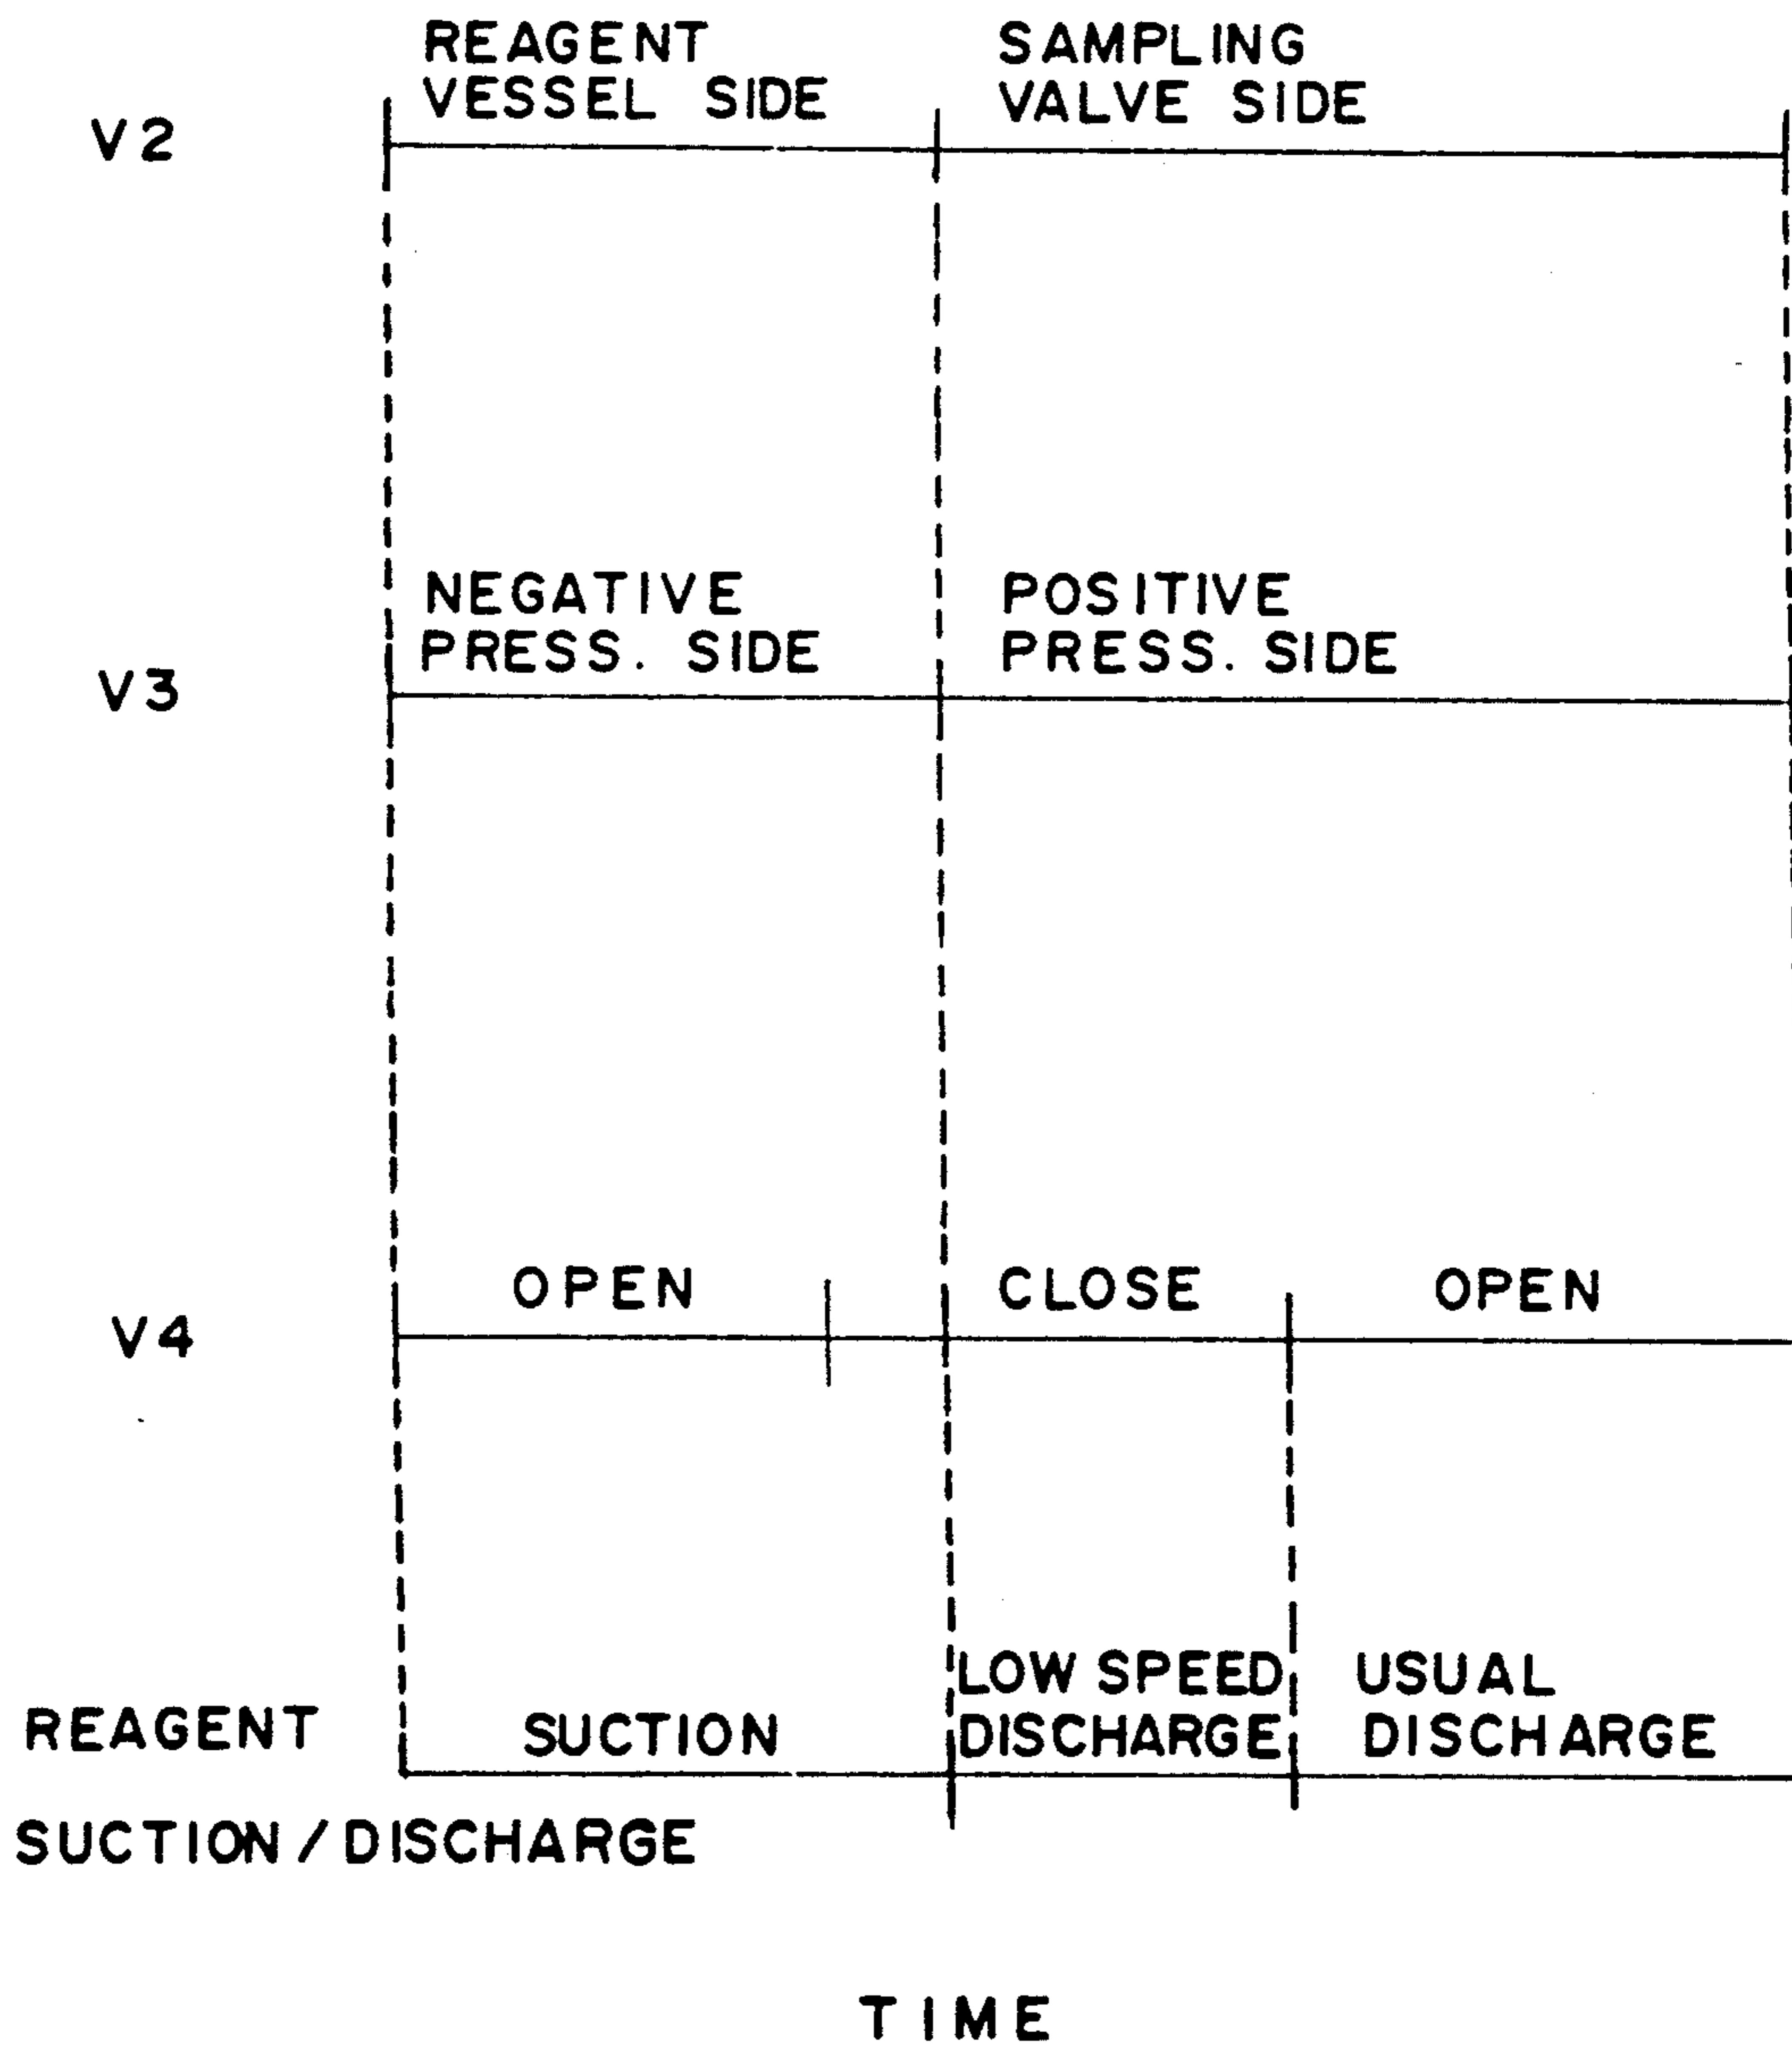 REAGENT
VESSEL SIDE
SAMPLING
VALVE SIDE
V2
NEGATIVE
PRESS. SIDE
POSITIVE
PRESS. SIDE
V3
OPEN
CLOSE
OPEN
V4
LOW SPEED
DISCHARGE
USUAL
DISCHARGE
SUCTION
REAGENT
SUCTION/DISCHARGE
TIME